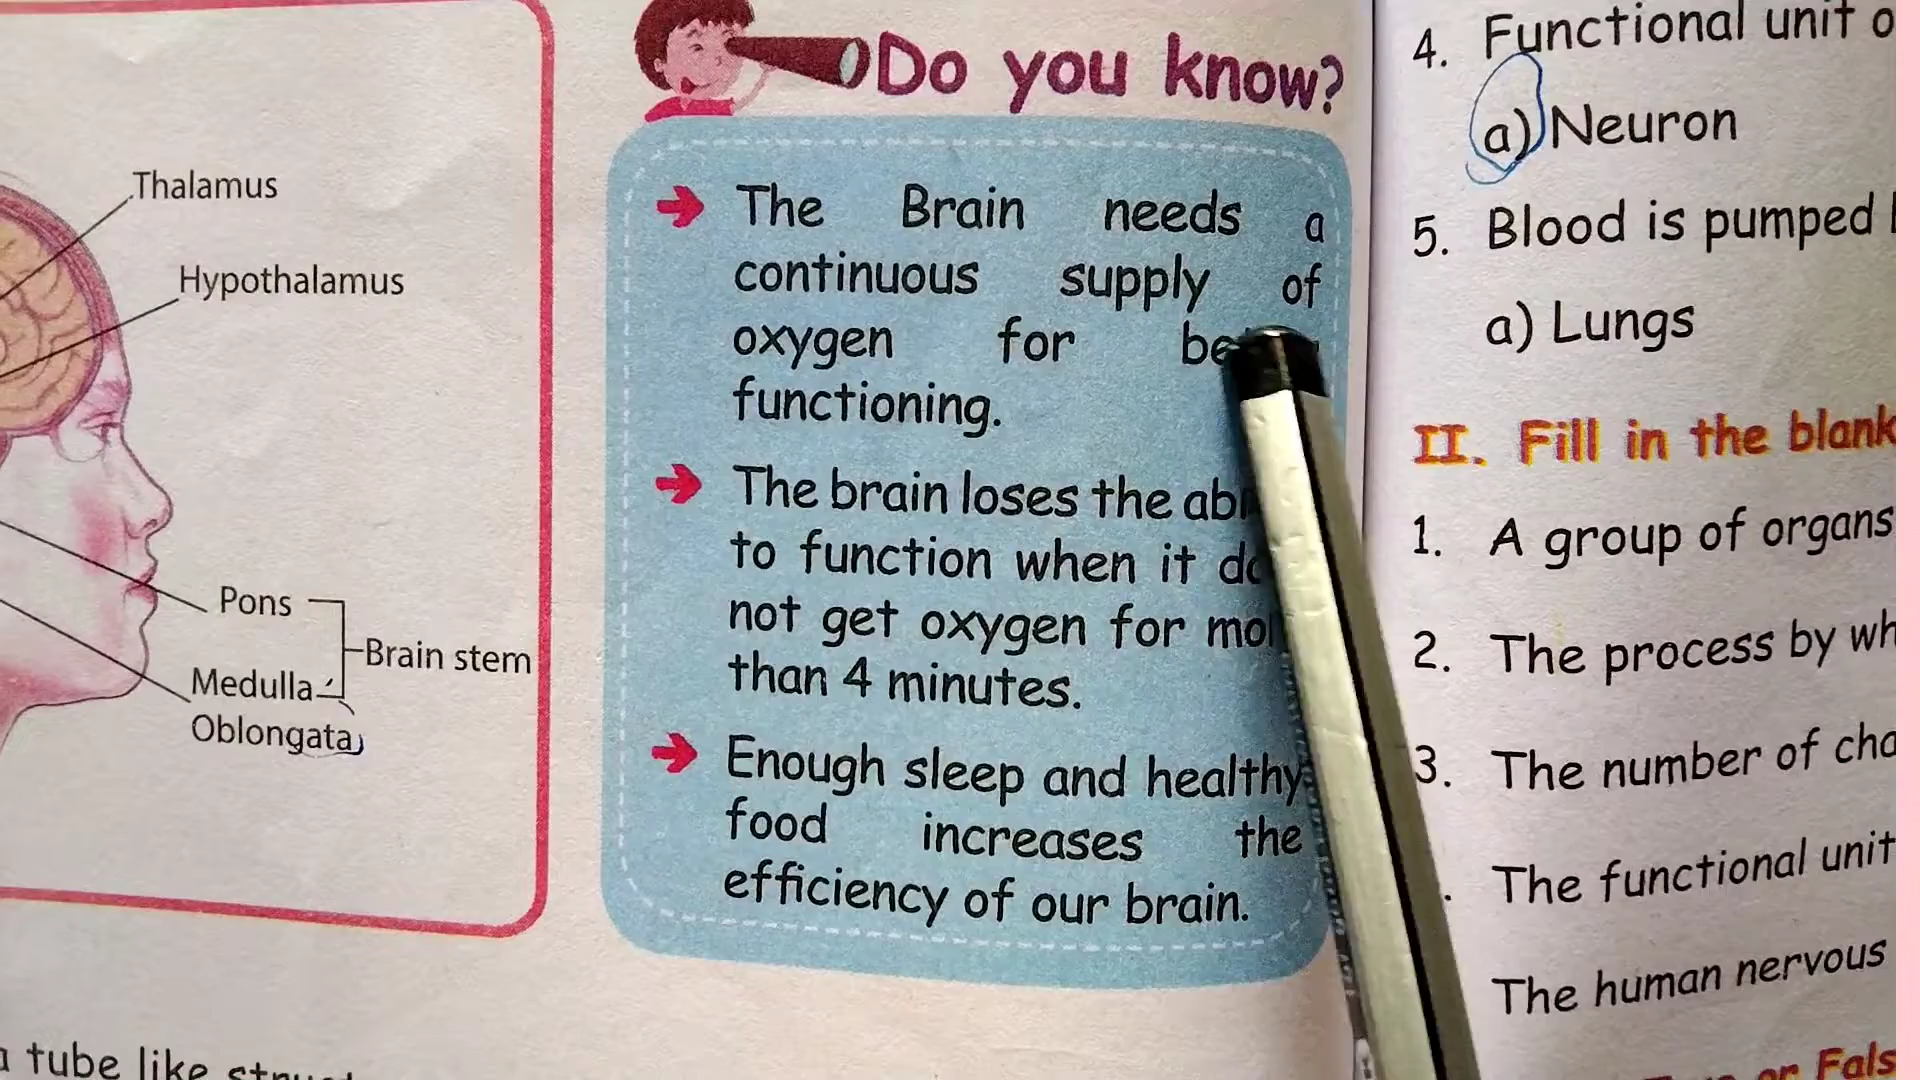 Thalamus
Hypothalamus
Pons
Brain stem
Medulla
Oblongata
a tube like
Do you know?
The Brain needs a
continuous supply of
oxygen for
functioning.
The brain loses the
to function when it
not get oxygen for
than 4 minutes.
Enough sleep and healthy
food increases the
efficiency of our brain.
4. Functional unit
a) Neuron
5. Blood is pumped
a) Lungs
II. Fill in the
1. A group of organs
2. The process by
3. The number of
The functional unit
The human nervous
or